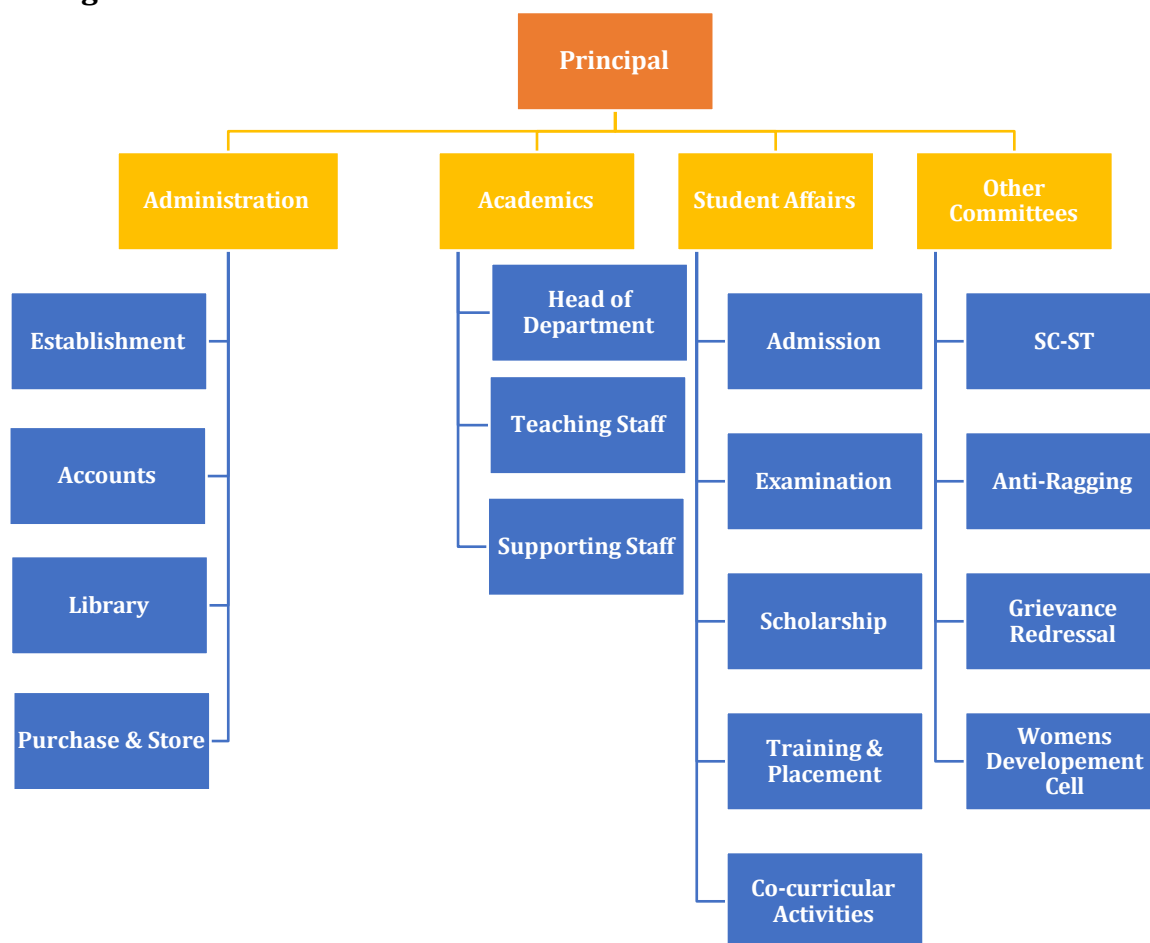 Principal
Administration
Academics
Student Affairs
Other
Committees
Establishment
Accounts
Library
Purchase & Store
Head of
Department
Teaching Staff
Supporting Staff
Admission
Examination
Scholarship
Training &
Placement
Co-curricular
Activities
SC-ST
Anti-Ragging
Grievance
Redressal
Womens
Developement
Cell